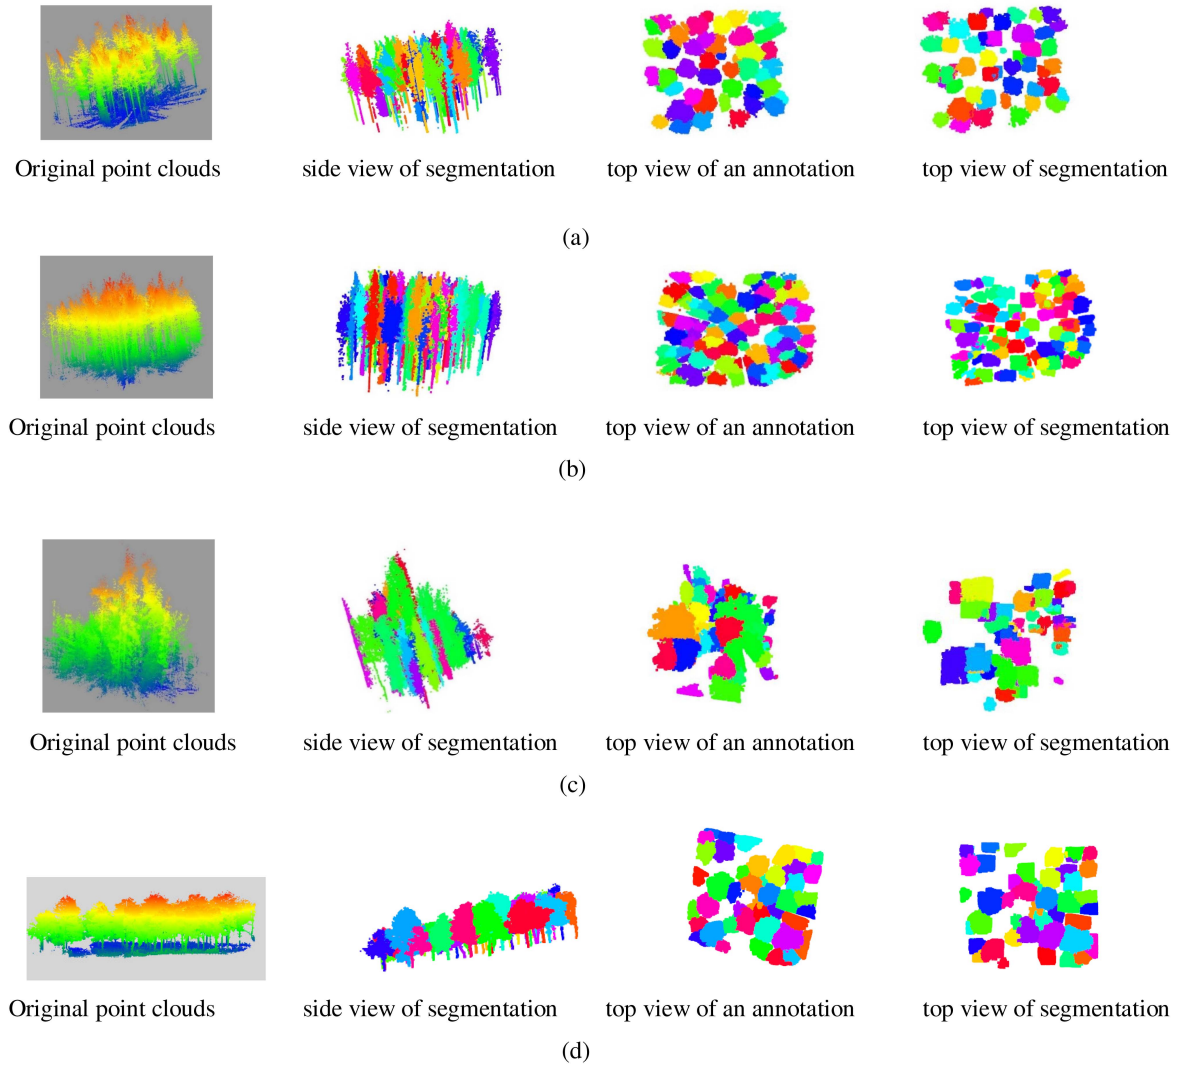 Original point clouds side view of segmentation top view of an annotation top view of segmentation
(a)
Original point clouds side view of segmentation top view of an annotation top view of segmentation
(b)
Original point clouds side view of segmentation top view of an annotation top view of segmentation
(c)
Original point clouds side view of segmentation top view of an annotation top view of segmentation
(d)